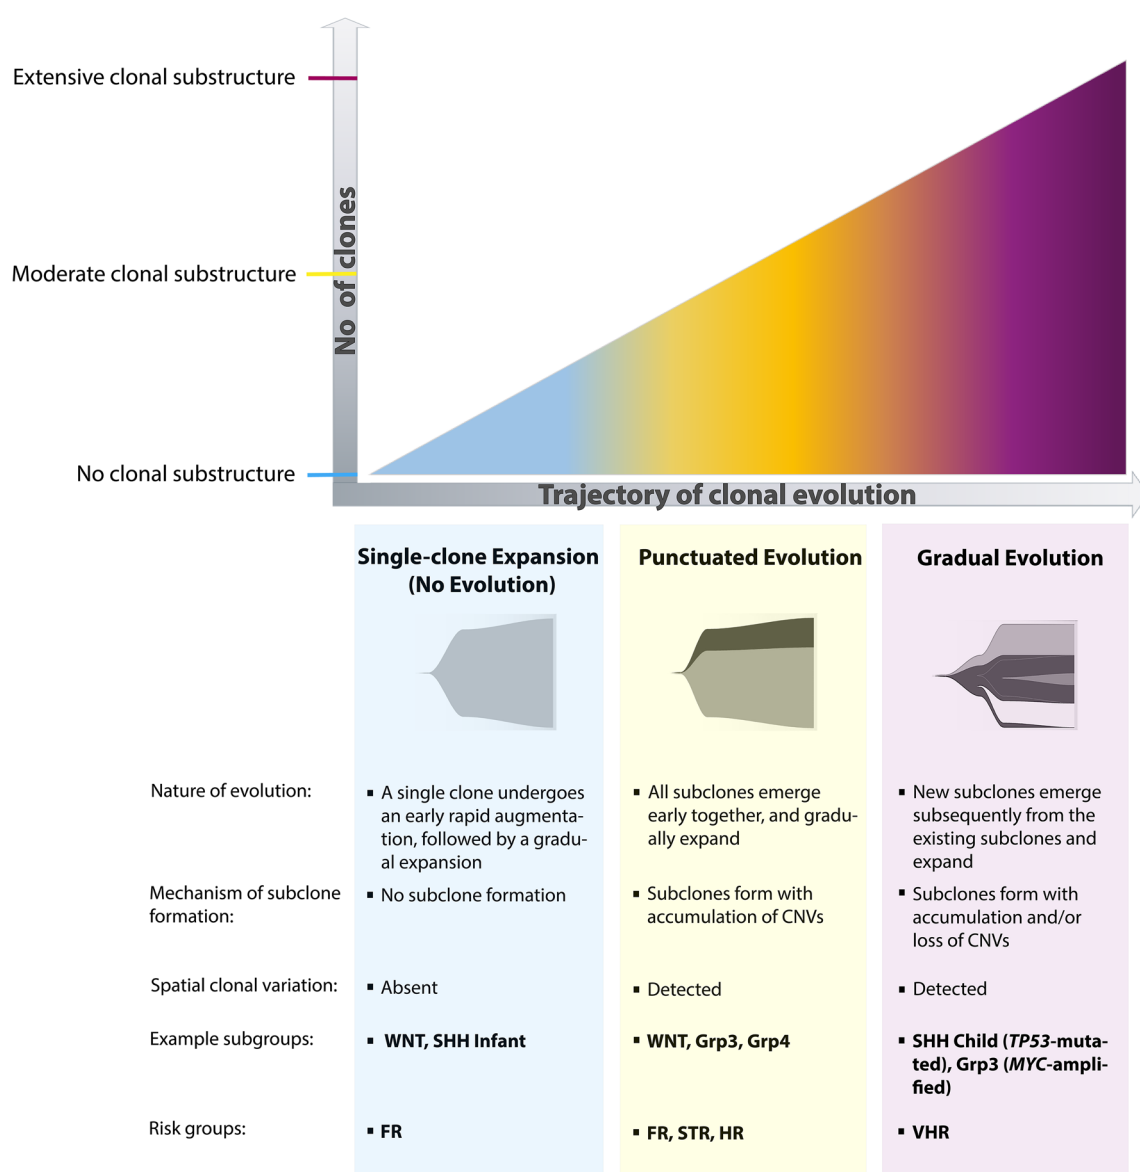 Extensive clonal substructure
Moderate clonal substructure
No clonal substructure
No of clones
Trajectory of clonal evolution
Single-clone Expansion
(No Evolution)
Punctuated Evolution
Gradual Evolution
Nature of evolution:
▪ A single clone undergoes
an early rapid augmenta-
tion, followed by a gradu-
al expansion
▪ All subclones emerge
early together, and gradu-
ally expand
▪ New subclones emerge
subsequently from the
existing subclones and
expand
Mechanism of subclone
formation:
▪ No subclone formation
▪ Subclones form with
accumulation of CNVs
▪ Subclones form with
accumulation and/or
loss of CNVs
Spatial clonal variation:
▪ Absent
▪ Detected
▪ Detected
Example subgroups:
▪ WNT, SHH Infant
▪ WNT, Grp3, Grp4
▪ SHH Child (TP53-muta-
ted), Grp3 (MYC-ampli-
fied)
Risk groups:
▪ FR
▪ FR, STR, HR
▪ VHR